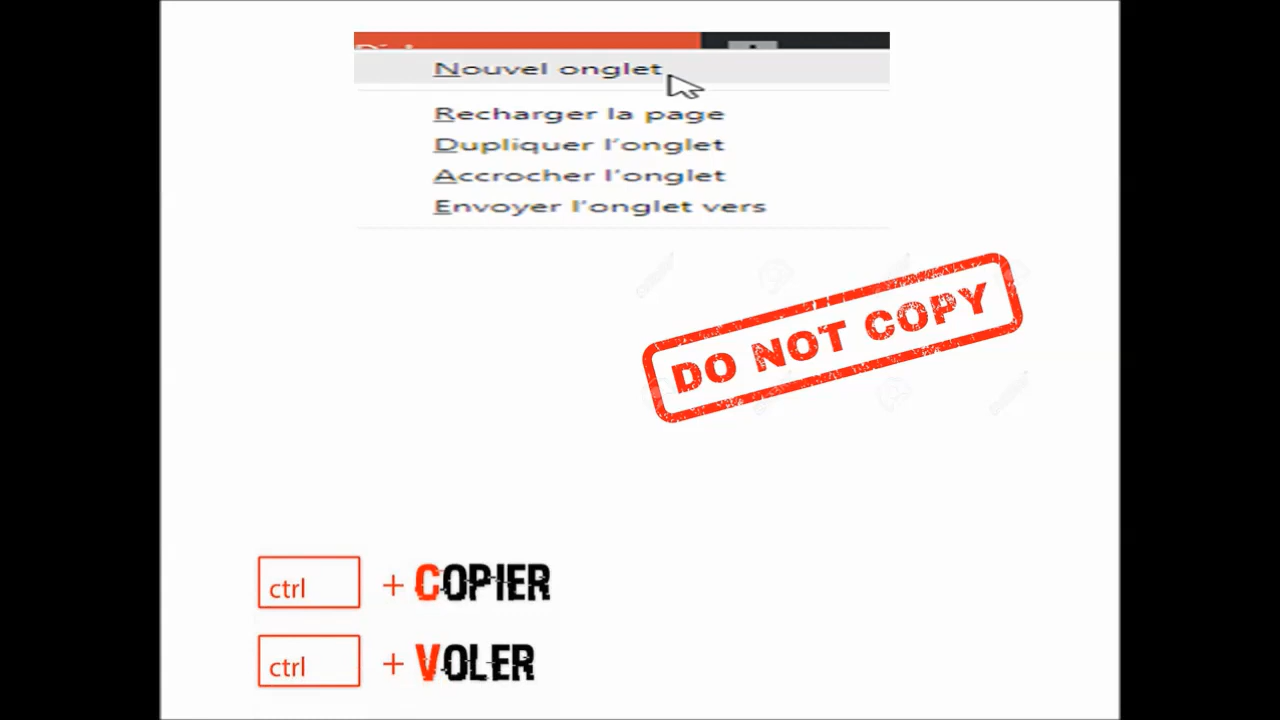 Nouvel onglet
Recharger la page
Dupliquer l'onglet
Accrocher l'onglet
Envoyer l'onglet vers
DO NOT COPY
ctrl + COPIER
ctrl + VOLER